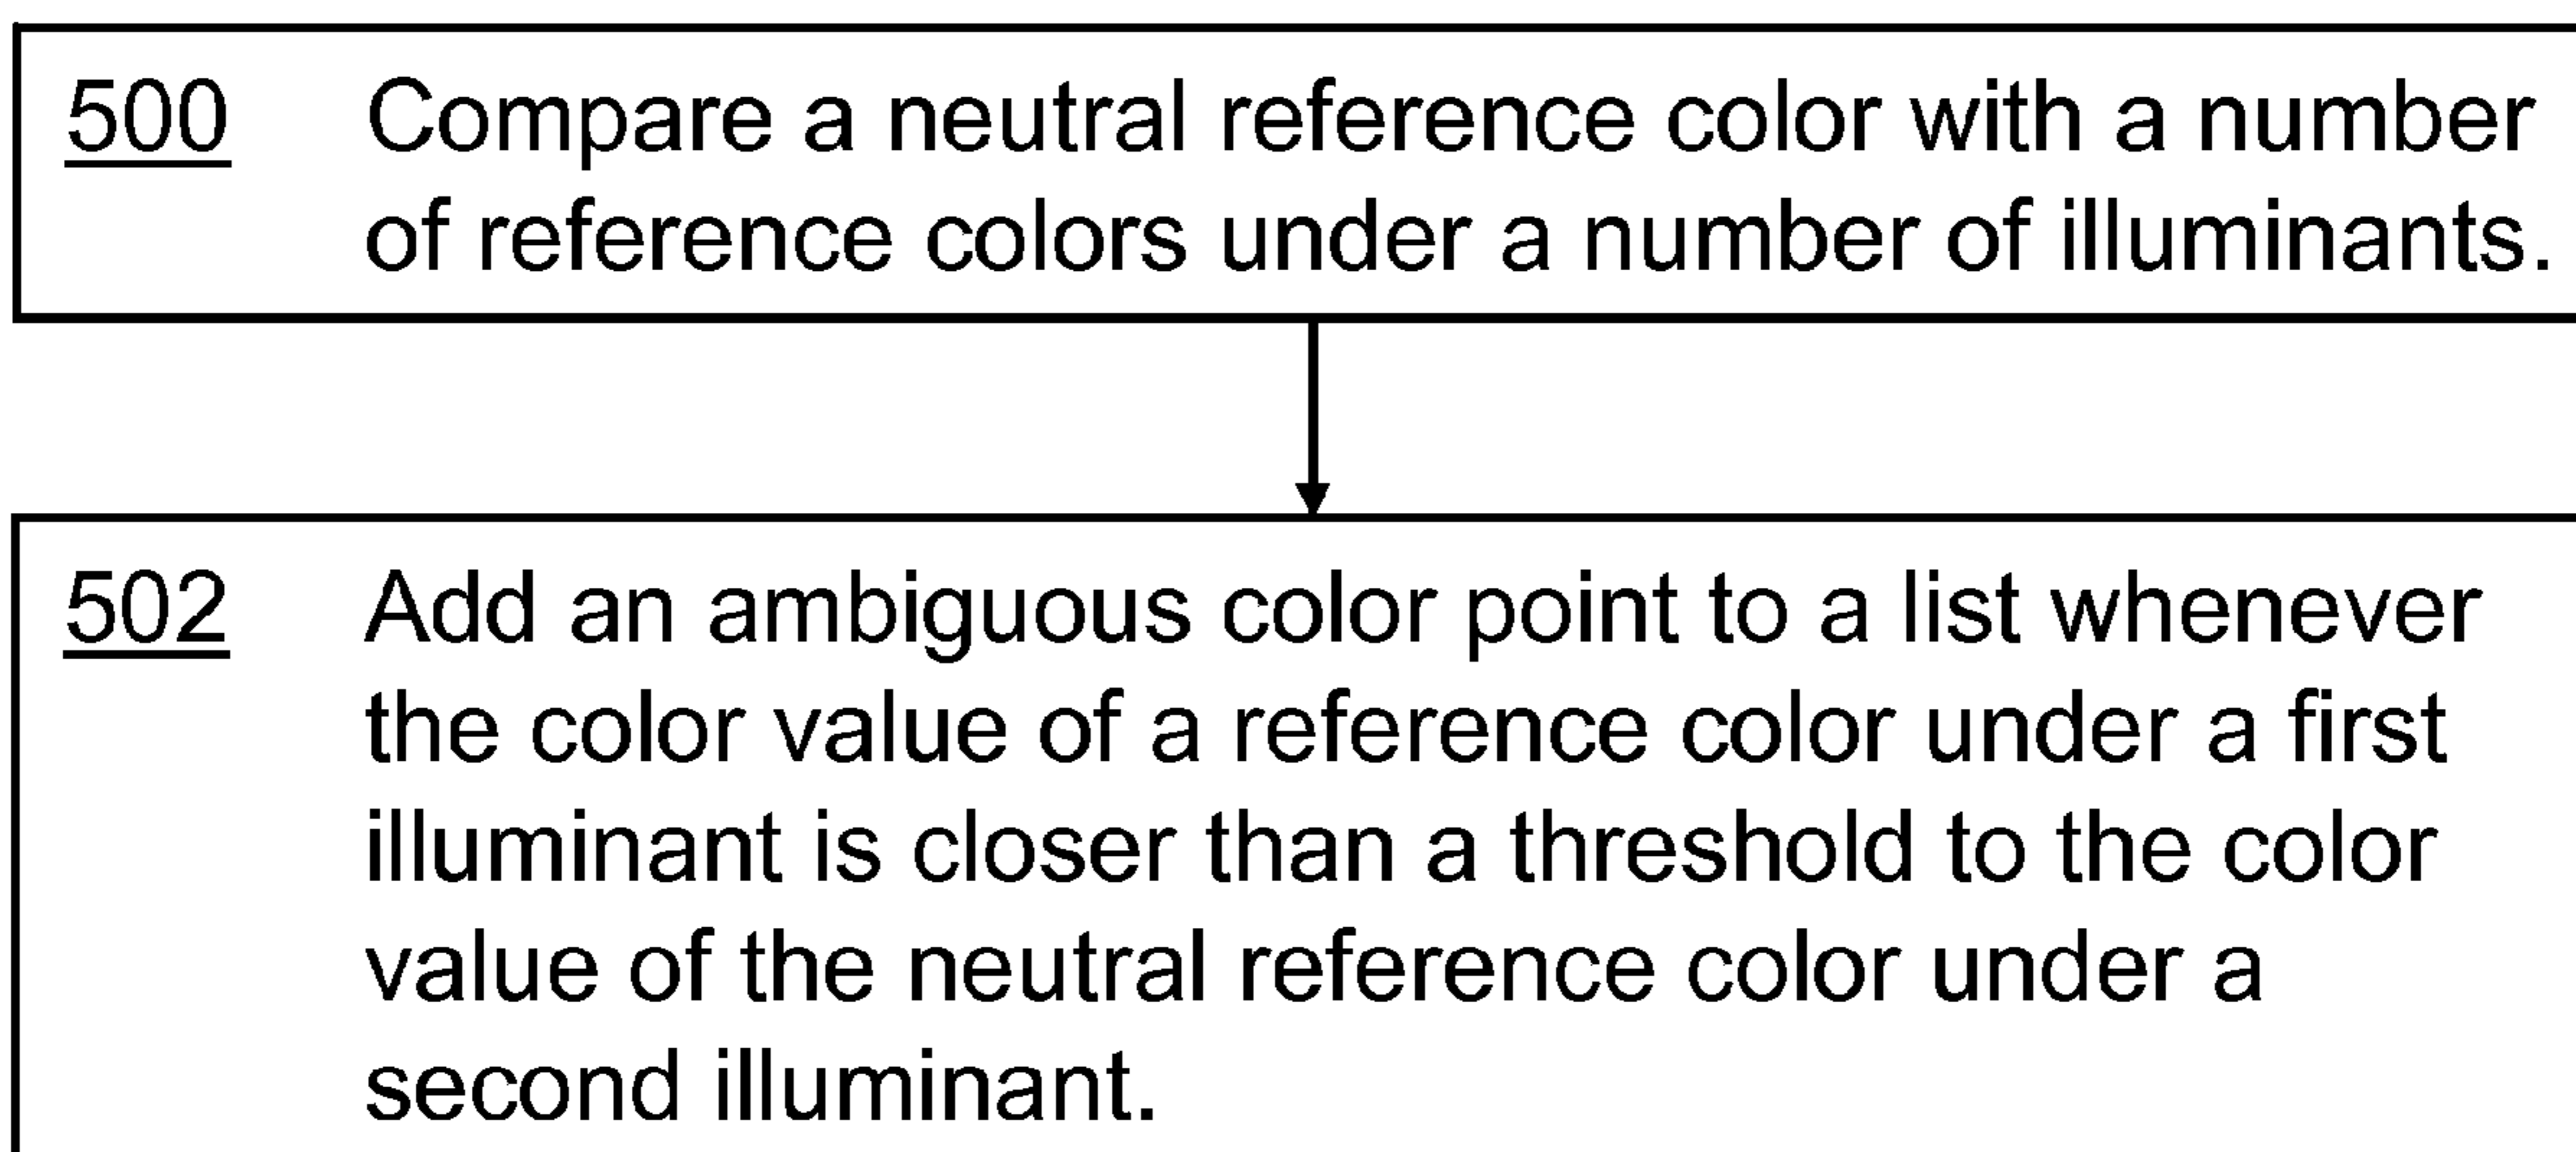 500 Compare a neutral reference color with a number
of reference colors under a number of illuminants.
502 Add an ambiguous color point to a list whenever
the color value of a reference color under a first
illuminant is closer than a threshold to the color
value of the neutral reference color under a
second illuminant.